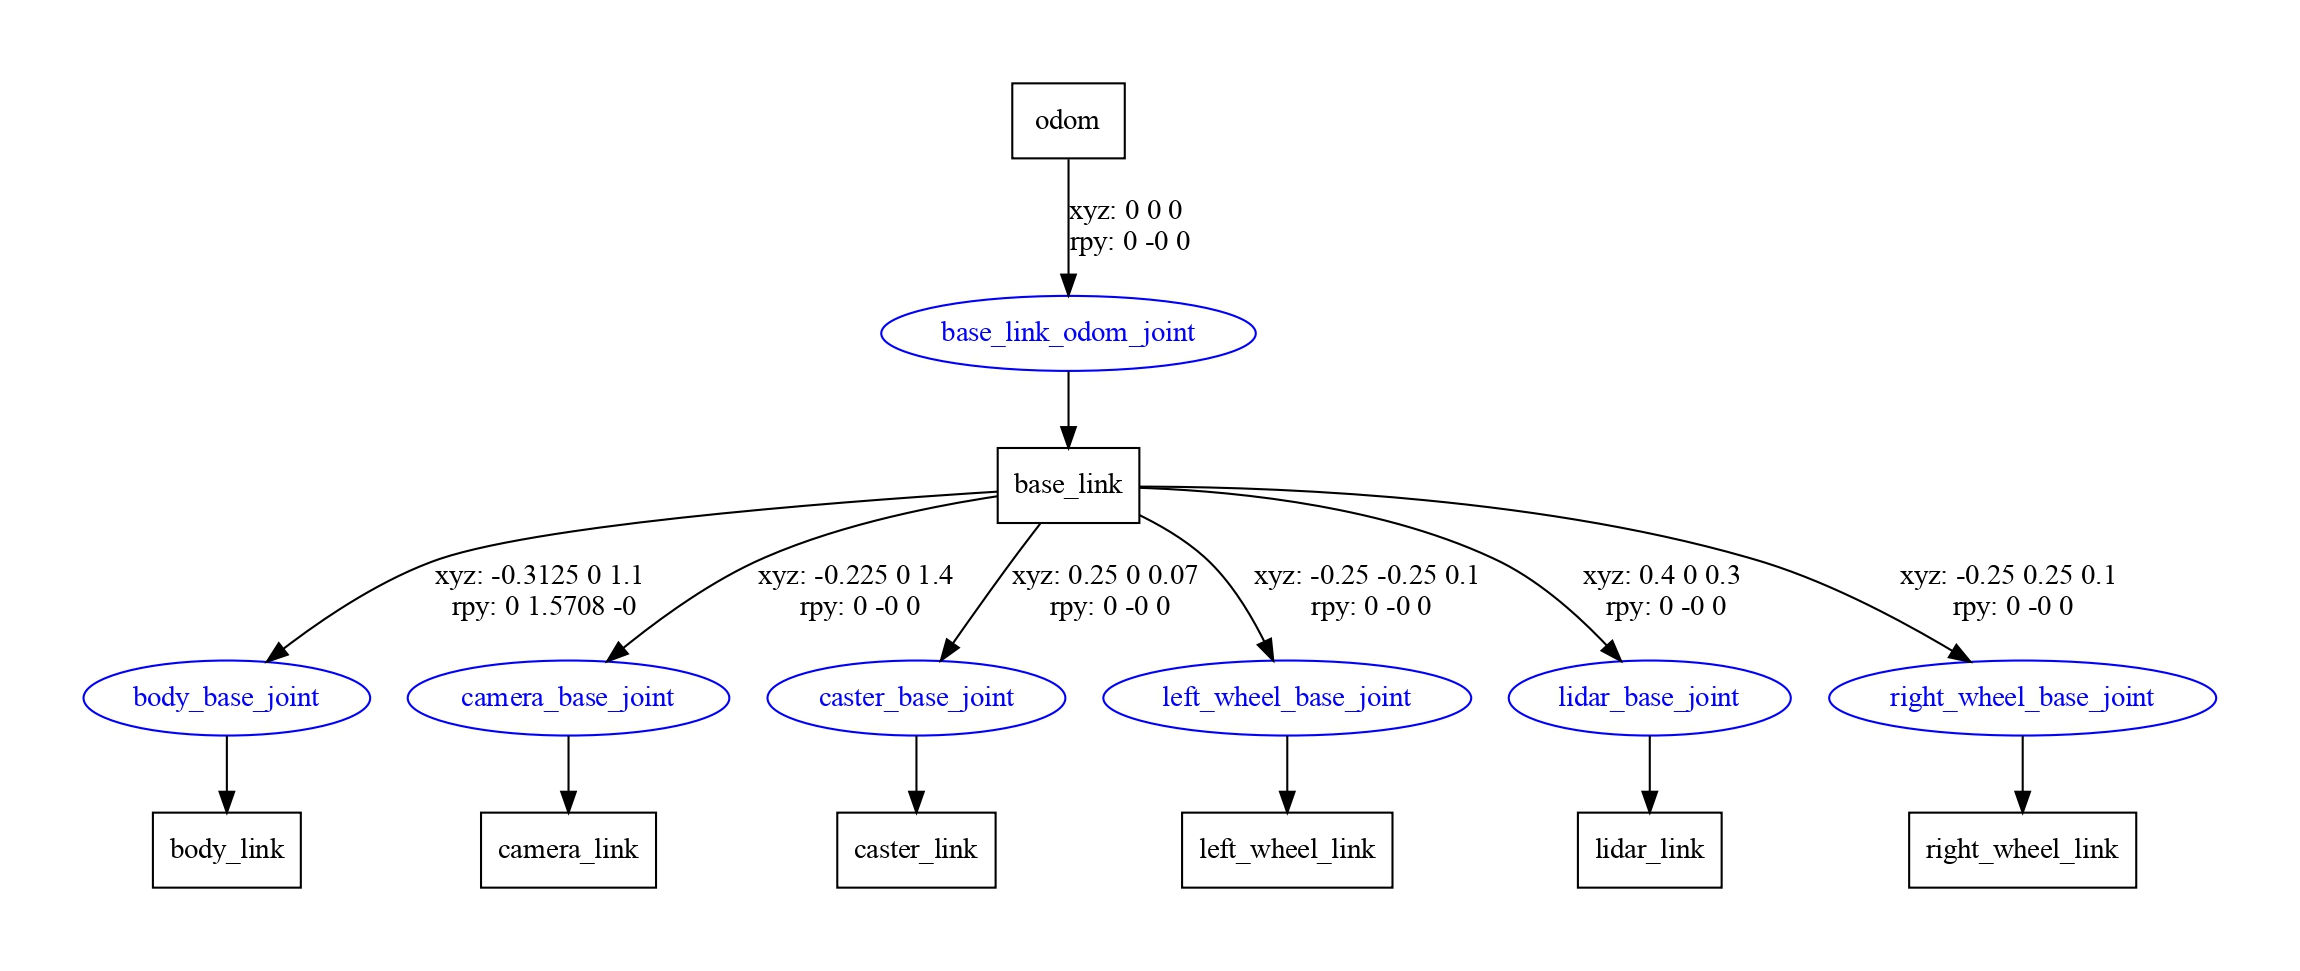 odom
xyz: 0 0 0
rpy: 0 -0 0
base_link_odom_joint
base_link
xyz: -0.3125 0 1.1
rpy: 0 1.5708 -0
xyz: -0.225 0 1.4
rpy: 0 -0 0
xyz: 0.25 0 0.07
rpy: 0 -0 0
xyz: -0.25 -0.25 0.1
rpy: 0 -0 0
xyz: 0.4 0 0.3
rpy: 0 -0 0
xyz: -0.25 0.25 0.1
rpy: 0 -0 0
body_base_joint
camera_base_joint
caster_base_joint
left_wheel_base_joint
lidar_base_joint
right_wheel_base_joint
body_link
camera_link
caster_link
left_wheel_link
lidar_link
right_wheel_link